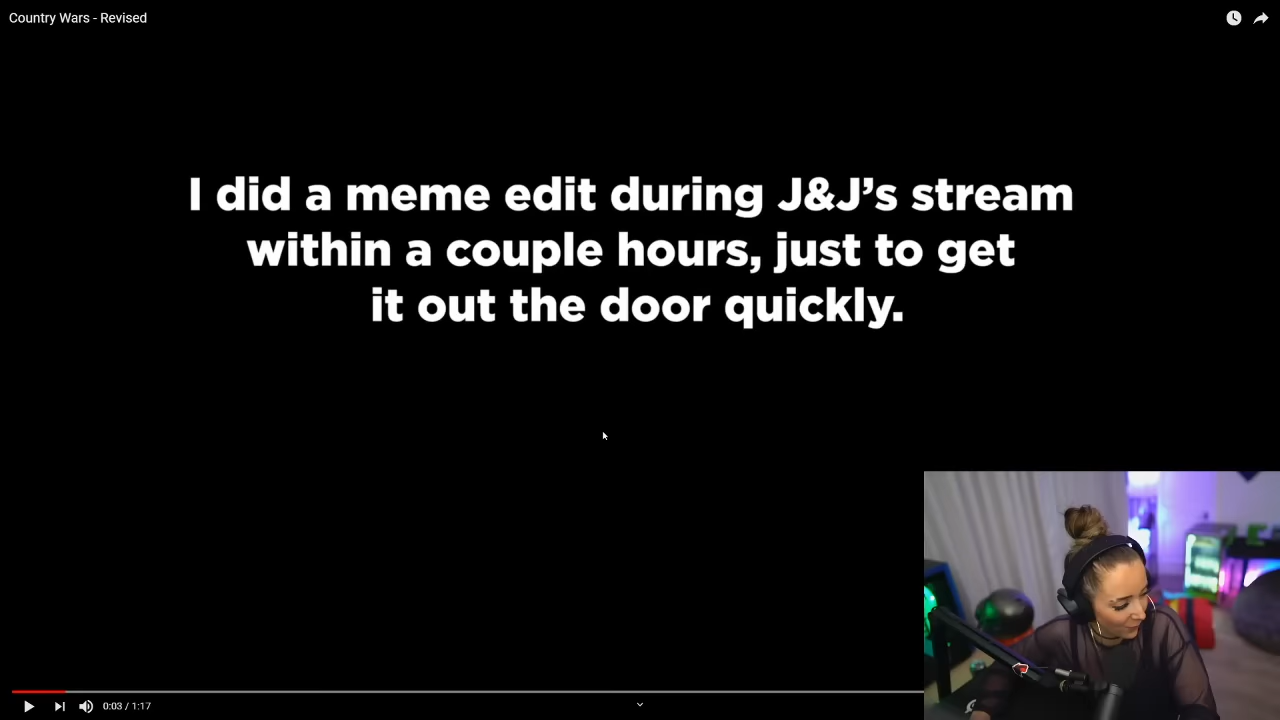 Country Wars - Revised
I did a meme edit during J&J’s stream
within a couple hours, just to get
it out the door quickly.
0:03 / 1:17